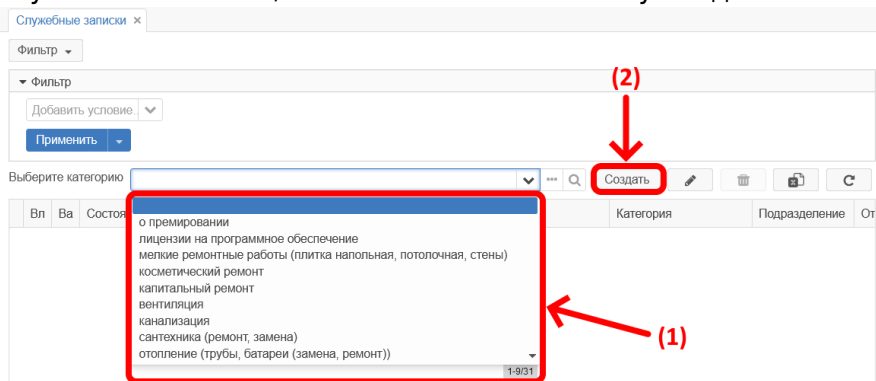 Служебные записки ×
Фильтр
Фильтр
(2)
Добавить условие..
Применить
Выберите категорию
Создать
Вл Ва Состоя Категория Подразделение От
о премировании
лицензии на программное обеспечение
мелкие ремонтные работы (плитка напольная, потолочная, стены)
косметический ремонт
капитальный ремонт
вентиляция
канализация
(1)
сантехника (ремонт, замена)
отопление (трубы, батареи (замена, ремонт))
1-9/31